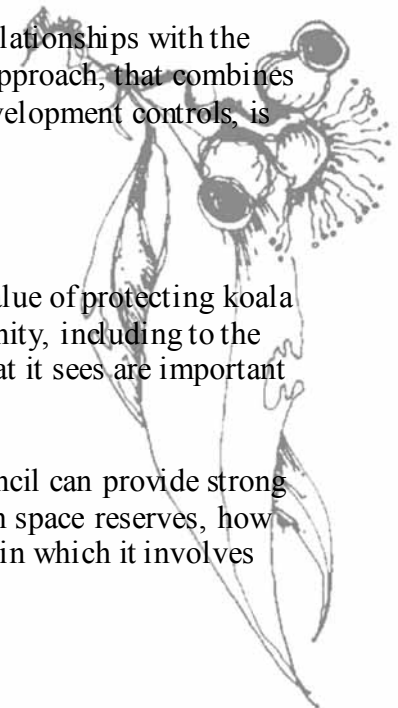 lationships with the
pproach, that combines
velopment controls, is
alue of protecting koala
nity, including to the
at it sees are important
ncil can provide strong
n space reserves, how
in which it involves